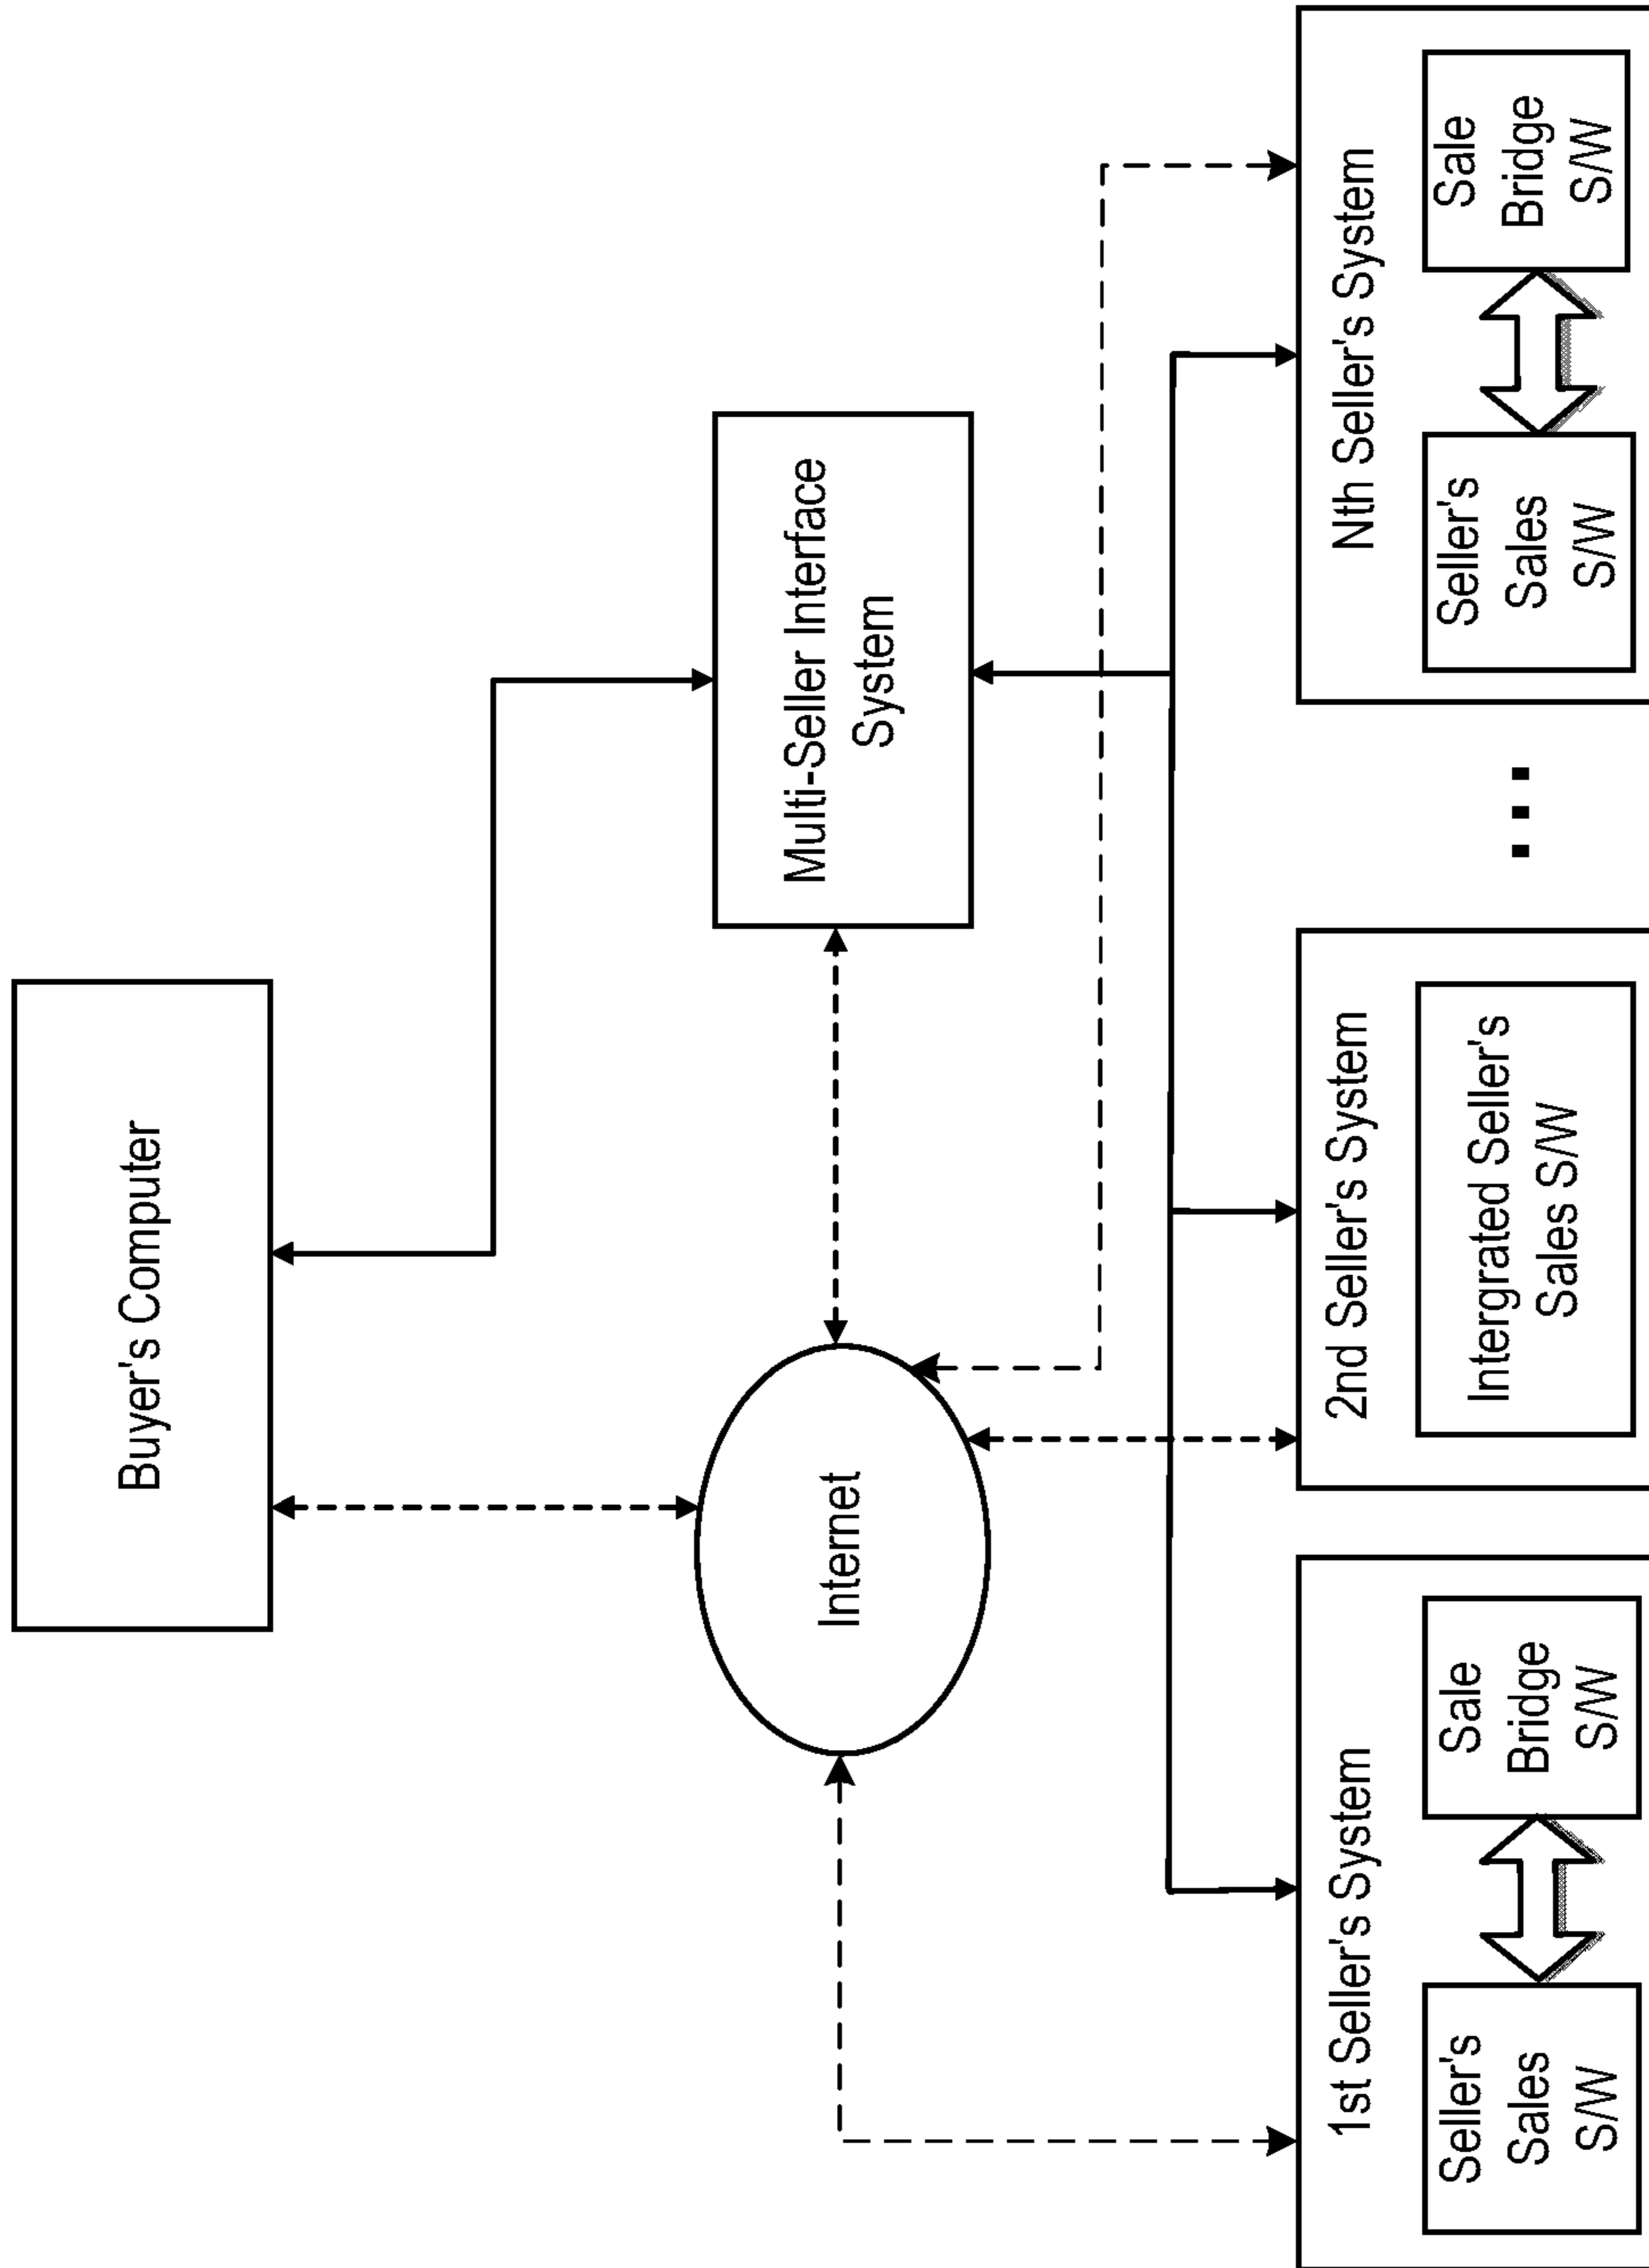 Buyer's Computer
Internet
Multi-Seller Interface
System
1st Seller's System
Seller's
Sales
S/W
Sale
Bridge
S/W
2nd Seller's System
Intergrated Seller's
Sales S/W
...
Nth Seller's System
Seller's
Sales
S/W
Sale
Bridge
S/W